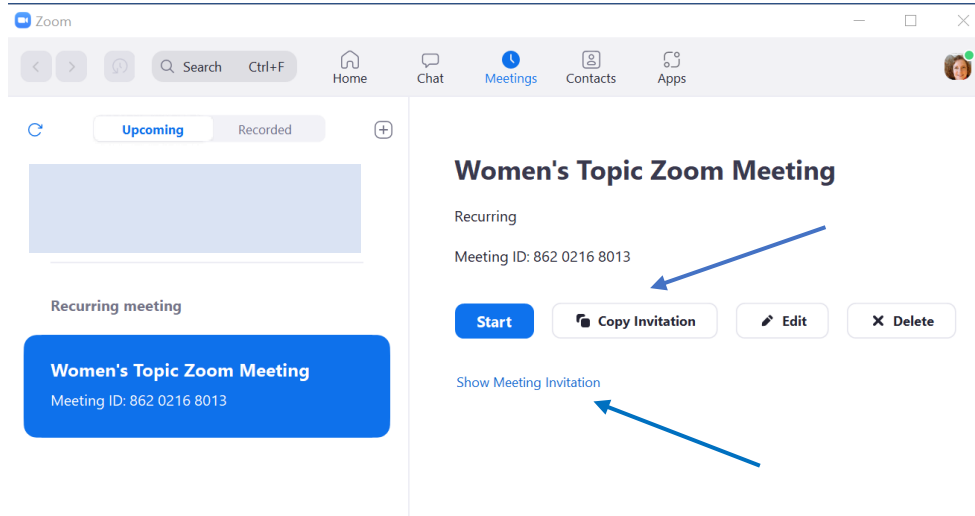 Zoom
Search Ctrl+F
Home
Chat
Meetings
Contacts
Apps
Upcoming
Recorded
Recurring meeting
Women's Topic Zoom Meeting
Meeting ID: 862 0216 8013
Women's Topic Zoom Meeting
Recurring
Meeting ID: 862 0216 8013
Start
Copy Invitation
Edit
Delete
Show Meeting Invitation